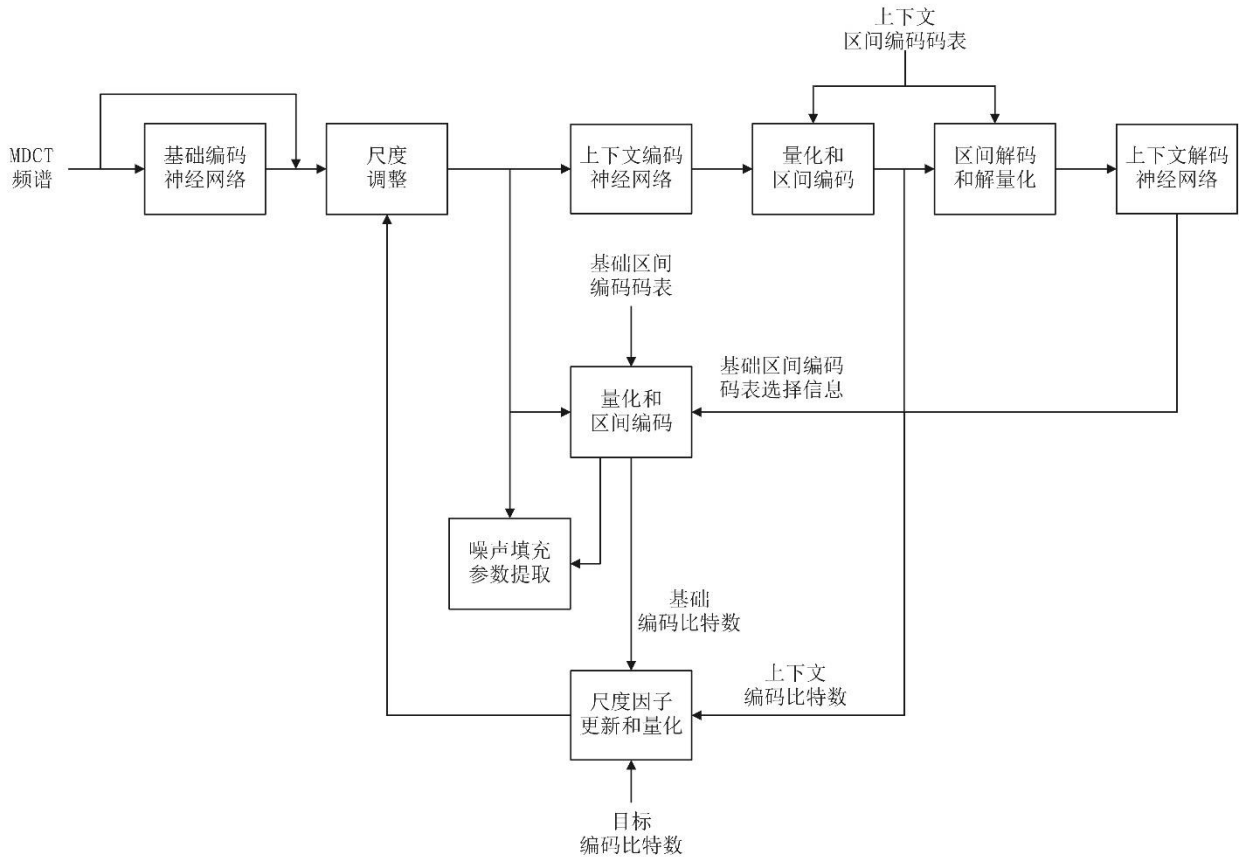 上下文
区间编码码表
MDCT
频谱
基础编码
神经网络
尺度
调整
上下文编码
神经网络
量化和
区间编码
区间解码
和解量化
上下文解码
神经网络
基础区间
编码码表
基础区间编码
码表选择信息
量化和
区间编码
噪声填充
参数提取
基础
编码比特数
上下文
编码比特数
尺度因子
更新和量化
目标
编码比特数